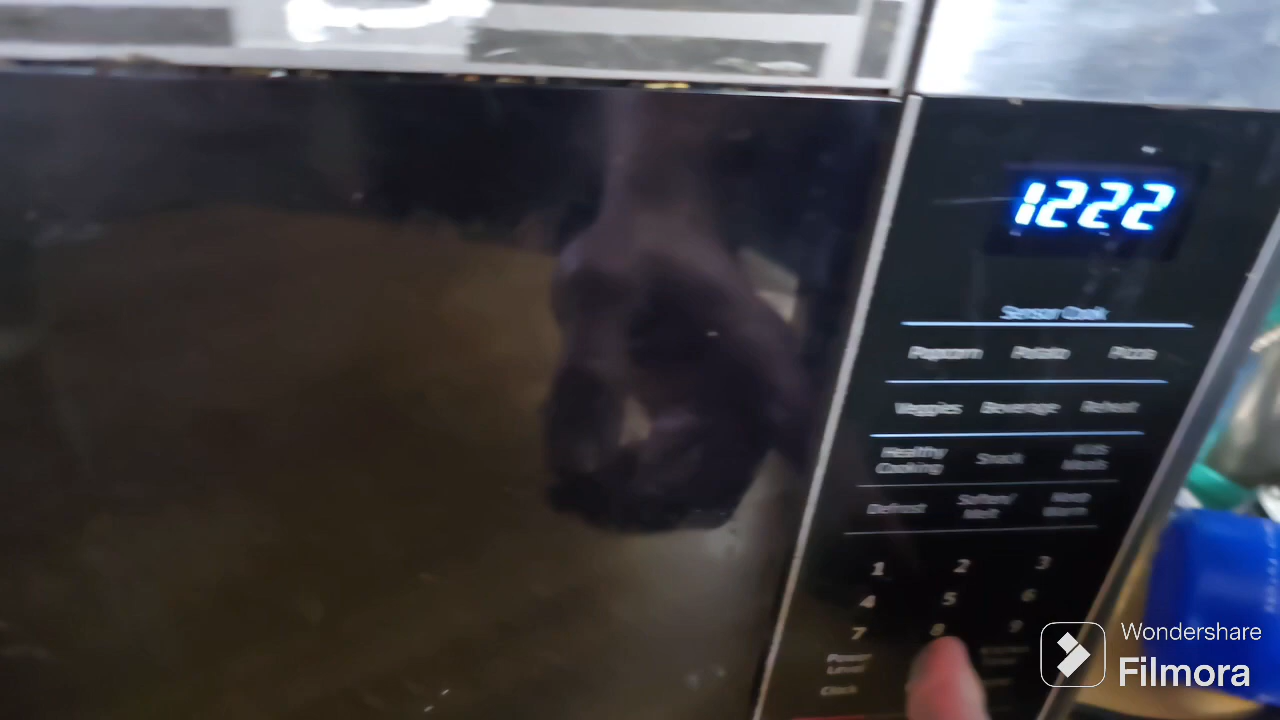 1222
Sensor Cook
Popcorn Potato Pizza
Veggies Beverage Reheat
Healthy Cooking Snack Kids Meals
Defrost Soften/ Melt Keep Warm
1 2 3
4 5 6
7 8 9
Power Level
Clock
Wondershare
Filmora